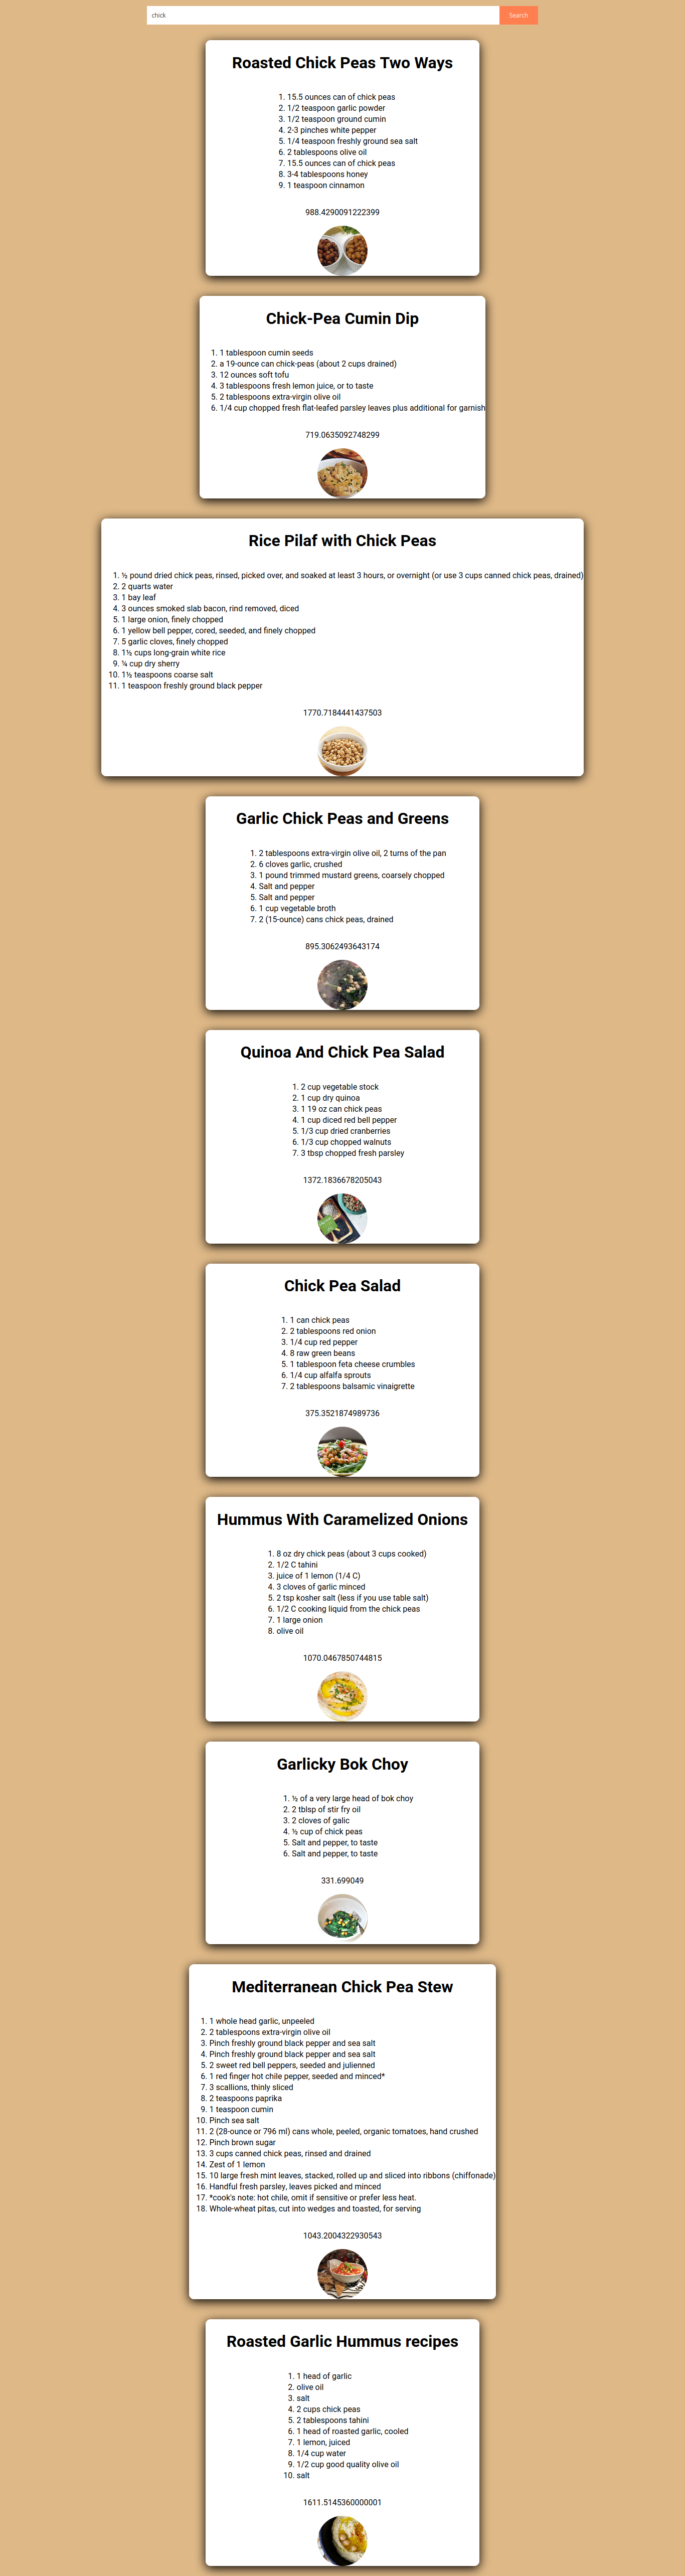 chick
Search
Roasted Chick Peas Two Ways
1. 15.5 ounces can of chick peas
2. 1/2 teaspoon garlic powder
3. 1/2 teaspoon ground cumin
4. 2-3 pinches white pepper
5. 1/4 teaspoon freshly ground sea salt
6. 2 tablespoons olive oil
7. 15.5 ounces can of chick peas
8. 3-4 tablespoons honey
9. 1 teaspoon cinnamon
988.4290091222399
Chick-Pea Cumin Dip
1. 1 tablespoon cumin seeds
2. a 19-ounce can chick-peas (about 2 cups drained)
3. 12 ounces soft tofu
4. 3 tablespoons fresh lemon juice, or to taste
5. 2 tablespoons extra-virgin olive oil
6. 1/4 cup chopped fresh flat-leafed parsley leaves plus additional for garnish
719.0635092748299
Rice Pilaf with Chick Peas
1. ½ pound dried chick peas, rinsed, picked over, and soaked at least 3 hours, or overnight (or use 3 cups canned chick peas, drained)
2. 2 quarts water
3. 1 bay leaf
4. 3 ounces smoked slab bacon, rind removed, diced
5. 1 large onion, finely chopped
6. 1 yellow bell pepper, cored, seeded, and finely chopped
7. 5 garlic cloves, finely chopped
8. 1½ cups long-grain white rice
9. ¼ cup dry sherry
10. 1½ teaspoons coarse salt
11. 1 teaspoon freshly ground black pepper
1770.7184441437503
Garlic Chick Peas and Greens
1. 2 tablespoons extra-virgin olive oil, 2 turns of the pan
2. 6 cloves garlic, crushed
3. 1 pound trimmed mustard greens, coarsely chopped
4. Salt and pepper
5. Salt and pepper
6. 1 cup vegetable broth
7. 2 (15-ounce) cans chick peas, drained
895.3062493643174
Quinoa And Chick Pea Salad
1. 2 cup vegetable stock
2. 1 cup dry quinoa
3. 1 19 oz can chick peas
4. 1 cup diced red bell pepper
5. 1/3 cup dried cranberries
6. 1/3 cup chopped walnuts
7. 3 tbsp chopped fresh parsley
1372.1836678205043
Chick Pea Salad
1. 1 can chick peas
2. 2 tablespoons red onion
3. 1/4 cup red pepper
4. 8 raw green beans
5. 1 tablespoon feta cheese crumbles
6. 1/4 cup alfalfa sprouts
7. 2 tablespoons balsamic vinaigrette
375.3521874989736
Hummus With Caramelized Onions
1. 8 oz dry chick peas (about 3 cups cooked)
2. 1/2 C tahini
3. juice of 1 lemon (1/4 C)
4. 3 cloves of garlic minced
5. 2 tsp kosher salt (less if you use table salt)
6. 1/2 C cooking liquid from the chick peas
7. 1 large onion
8. olive oil
1070.0467850744815
Garlicky Bok Choy
1. ½ of a very large head of bok choy
2. 2 tblsp of stir fry oil
3. 2 cloves of galic
4. ½ cup of chick peas
5. Salt and pepper, to taste
6. Salt and pepper, to taste
331.699049
Mediterranean Chick Pea Stew
1. 1 whole head garlic, unpeeled
2. 2 tablespoons extra-virgin olive oil
3. Pinch freshly ground black pepper and sea salt
4. Pinch freshly ground black pepper and sea salt
5. 2 sweet red bell peppers, seeded and julienned
6. 1 red finger hot chile pepper, seeded and minced*
7. 3 scallions, thinly sliced
8. 2 teaspoons paprika
9. 1 teaspoon cumin
10. Pinch sea salt
11. 2 (28-ounce or 796 ml) cans whole, peeled, organic tomatoes, hand crushed
12. Pinch brown sugar
13. 3 cups canned chick peas, rinsed and drained
14. Zest of 1 lemon
15. 10 large fresh mint leaves, stacked, rolled up and sliced into ribbons (chiffonade)
16. Handful fresh parsley, leaves picked and minced
17. *cook's note: hot chile, omit if sensitive or prefer less heat.
18. Whole-wheat pitas, cut into wedges and toasted, for serving
1043.2004322930543
Roasted Garlic Hummus recipes
1. 1 head of garlic
2. olive oil
3. salt
4. 2 cups chick peas
5. 2 tablespoons tahini
6. 1 head of roasted garlic, cooled
7. 1 lemon, juiced
8. 1/4 cup water
9. 1/2 cup good quality olive oil
10. salt
1611.5145360000001